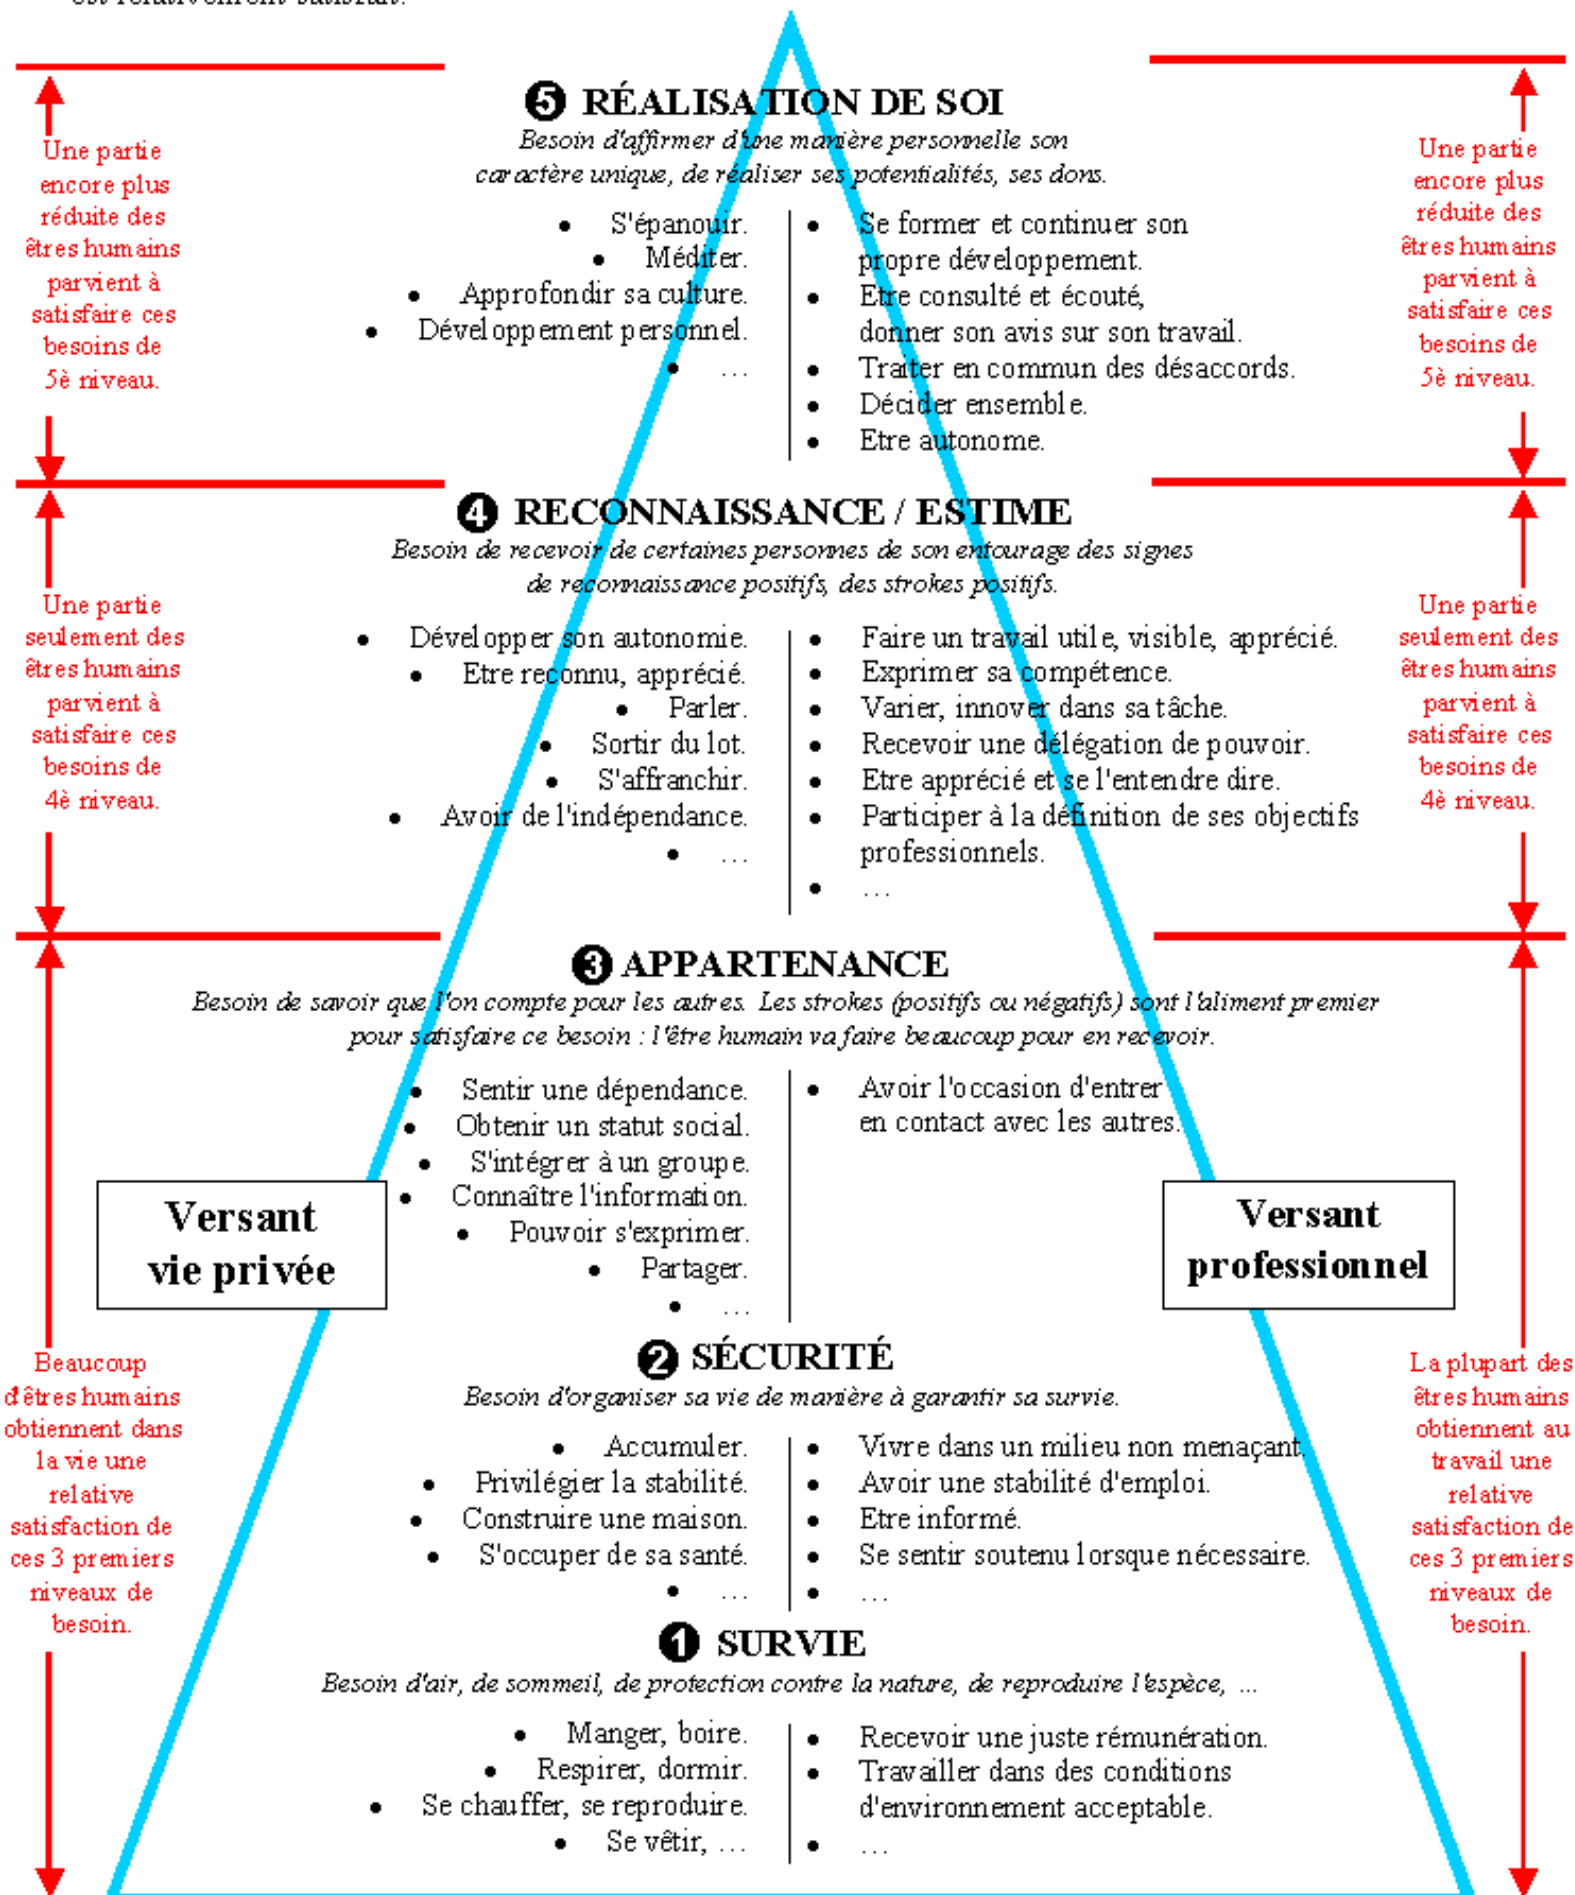 est relativement satisfait.
❺ RÉALISATION DE SOI
Besoin d'affirmer d'une manière personnelle son
caractère unique, de réaliser ses potentialités, ses dons.
• S'épanouir.
• Méditer.
• Approfondir sa culture.
• Développement personnel.
• ...
• Se former et continuer son
propre développement.
• Etre consulté et écouté,
donner son avis sur son travail.
• Traiter en commun des désaccords.
• Décider ensemble.
• Etre autonome.
Une partie
encore plus
réduite des
êtres humains
parvient à
satisfaire ces
besoins de
5è niveau.
Une partie
encore plus
réduite des
êtres humains
parvient à
satisfaire ces
besoins de
5è niveau.
❹ RECONNAISSANCE / ESTIME
Besoin de recevoir de certaines personnes de son entourage des signes
de reconnaissance positifs, des strokes positifs.
• Développer son autonomie.
• Etre reconnu, apprécié.
• Parler.
• Sortir du lot.
• S'affranchir.
• Avoir de l'indépendance.
• ...
• Faire un travail utile, visible, apprécié.
• Exprimer sa compétence.
• Varier, innover dans sa tâche.
• Recevoir une délégation de pouvoir.
• Etre apprécié et se l'entendre dire.
• Participer à la définition de ses objectifs
professionnels.
• ...
Une partie
seulement des
êtres humains
parvient à
satisfaire ces
besoins de
4è niveau.
Une partie
seulement des
êtres humains
parvient à
satisfaire ces
besoins de
4è niveau.
❸ APPARTENANCE
Besoin de savoir que l'on compte pour les autres. Les strokes (positifs ou négatifs) sont l'aliment premier
pour satisfaire ce besoin : l'être humain va faire beaucoup pour en recevoir.
• Sentir une dépendance.
• Obtenir un statut social.
• S'intégrer à un groupe.
• Connaître l'information.
• Pouvoir s'exprimer.
• Partager.
• ...
• Avoir l'occasion d'entrer
en contact avec les autres.
Versant
vie privée
Versant
professionnel
❷ SÉCURITÉ
Besoin d'organiser sa vie de manière à garantir sa survie.
• Accumuler.
• Privilégier la stabilité.
• Construire une maison.
• S'occuper de sa santé.
• ...
• Vivre dans un milieu non menaçant.
• Avoir une stabilité d'emploi.
• Etre informé.
• Se sentir soutenu lorsque nécessaire.
• ...
Beaucoup
d'êtres humains
obtiennent dans
la vie une
relative
satisfaction de
ces 3 premiers
niveaux de
besoin.
La plupart des
êtres humains
obtiennent au
travail une
relative
satisfaction de
ces 3 premiers
niveaux de
besoin.
❶ SURVIE
Besoin d'air, de sommeil, de protection contre la nature, de reproduire l'espèce, ...
• Manger, boire.
• Respirer, dormir.
• Se chauffer, se reproduire.
• Se vêtir, ...
• Recevoir une juste rémunération.
• Travailler dans des conditions
d'environnement acceptable.
• ...